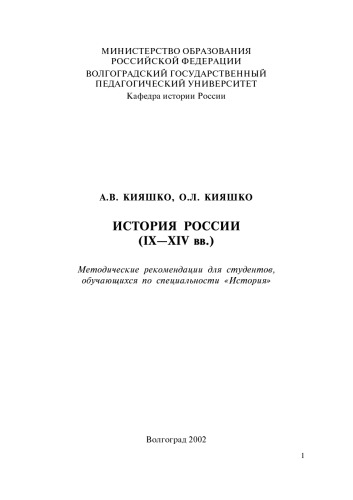 МИНИСТЕРСТВО ОБРАЗОВАНИЯ
РОССИЙСКОЙ ФЕДЕРАЦИИ
ВОЛГОГРАДСКИЙ ГОСУДАРСТВЕННЫЙ
ПЕДАГОГИЧЕСКИЙ УНИВЕРСИТЕТ
Кафедра истории России
А.В. КИЯШКО, О.Л. КИЯШКО
ИСТОРИЯ РОССИИ
(IX—XIV вв.)
Методические рекомендации для студентов,
обучающихся по специальности «История»
Волгоград 2002
1